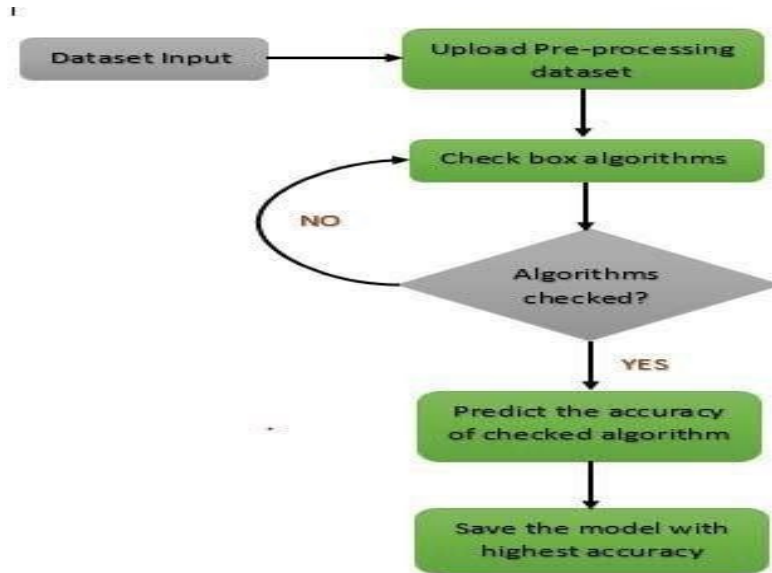 Dataset Input
Upload Pre-processing
dataset
Check box algorithms
NO
Algorithms
checked?
YES
Predict the accuracy
of checked algorithm
Save the model with
highest accuracy